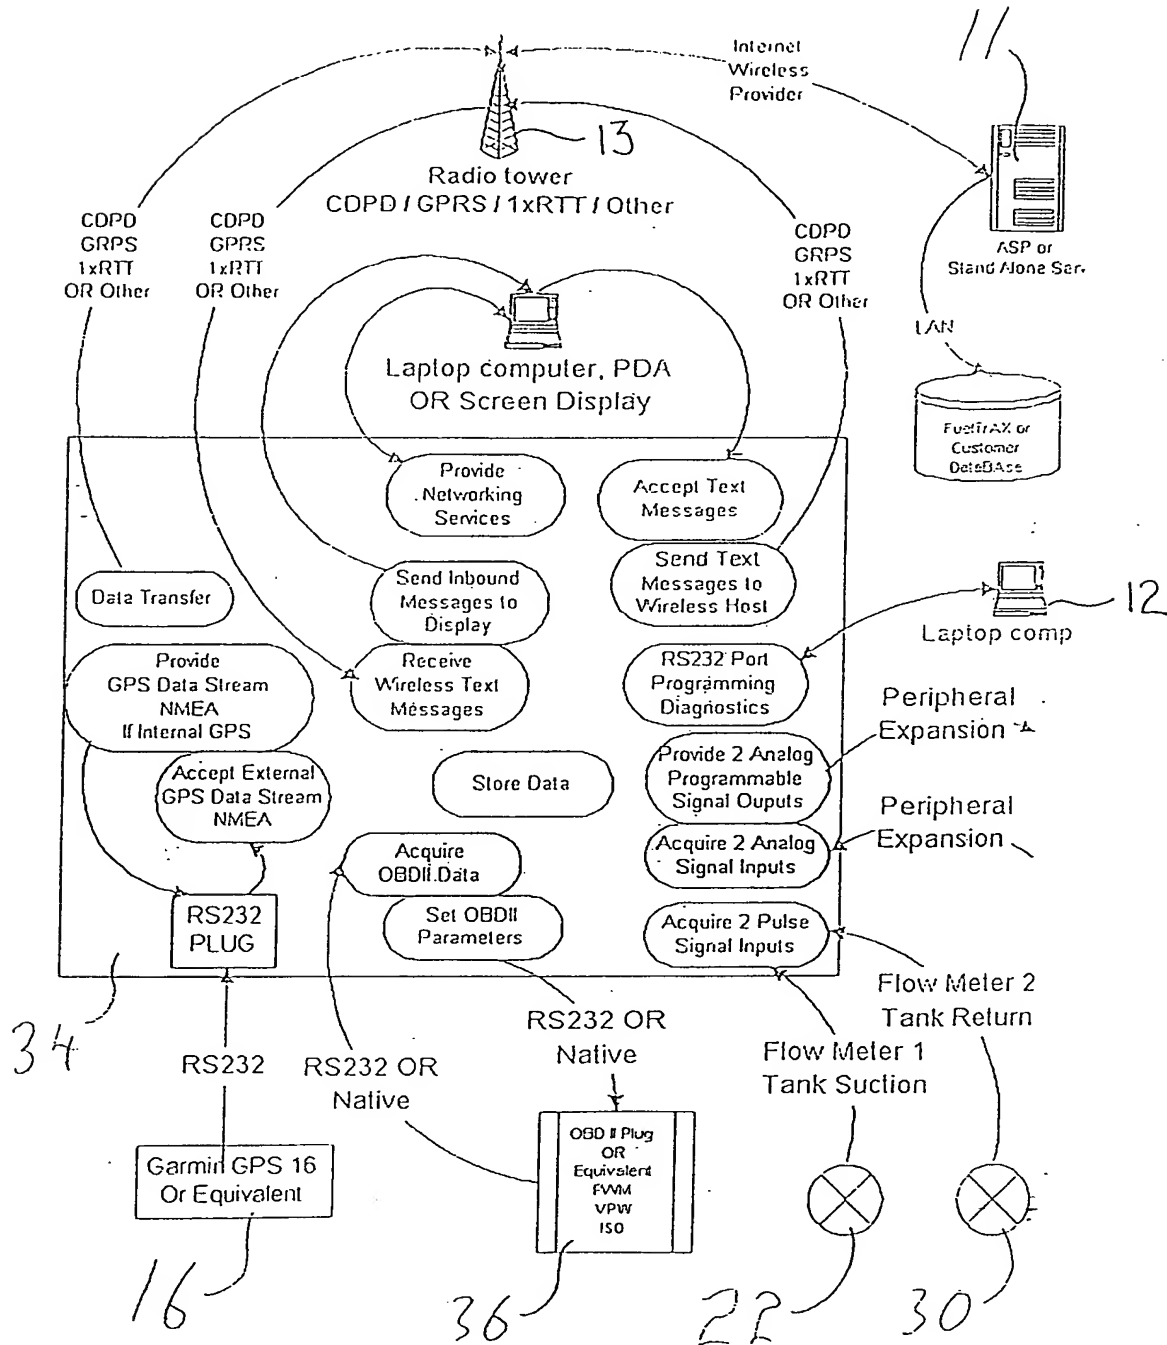 Internet
Wireless
Provider
11
13
Radio tower
CDPD / GPRS / 1xRTT / Other
CDPD
GRPS
1xRTT
OR Other
CDPD
GPRS
1xRTT
OR Other
CDPD
GRPS
1xRTT
OR Other
ASP or
Stand Alone Ser.
LAN
Laptop computer, PDA
OR Screen Display
FuelTrAX or
Customer
DateBAse
Provide
Networking
Services
Accept Text
Messages
Send Text
Messages to
Wireless Host
Data Transfer
Send Inbound
Messages to
Display
12
Laptop comp
Provide
GPS Data Stream
NMEA
If Internal GPS
Receive
Wireless Text
Messages
RS232 Port
Programming
Diagnostics
Peripheral
Expansion
Accept External
GPS Data Stream
NMEA
Store Data
Provide 2 Analog
Programmable
Signal Ouputs
Peripheral
Expansion
Acquire
OBDII Data
Acquire 2 Analog
Signal Inputs
RS232
PLUG
Set OBDII
Parameters
Acquire 2 Pulse
Signal Inputs
34
Flow Meter 2
Tank Return
RS232
RS232 OR
Native
RS232 OR
Native
Flow Meter 1
Tank Suction
Garmin GPS 16
Or Equivalent
OBD II Plug
OR
Equivalent
PWM
VPW
ISO
16
36
22
30